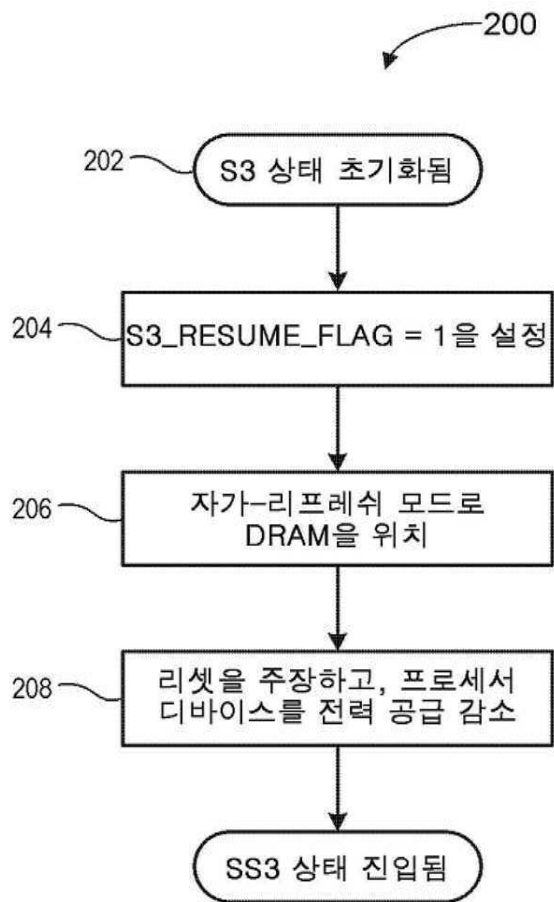 200
202
S3 상태 초기화됨
204
S3_RESUME_FLAG = 1을 설정
206
자가-리프레쉬 모드로
DRAM을 위치
208
리셋을 주장하고, 프로세서
디바이스를 전력 공급 감소
SS3 상태 진입됨